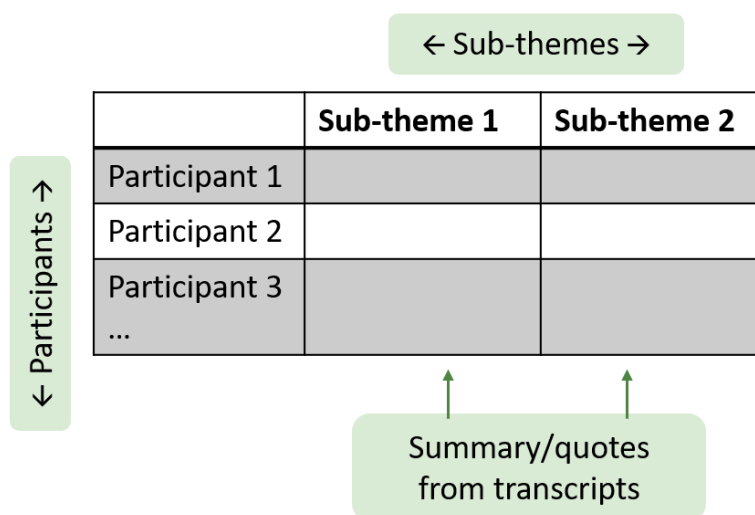 ← Sub-themes →
Sub-theme 1 Sub-theme 2
← Participants →
Participant 1
Participant 2
Participant 3
...
Summary/quotes
from transcripts